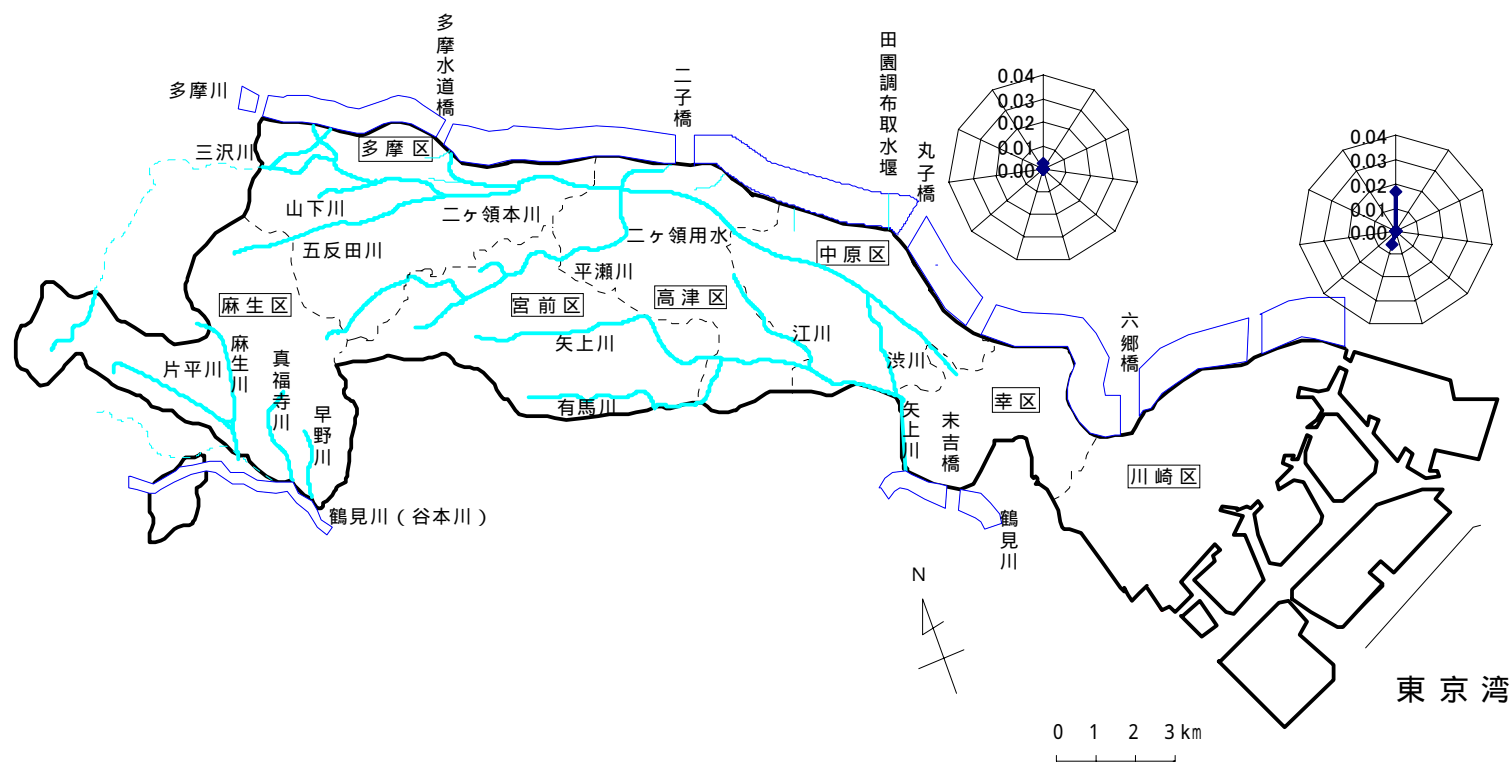 多摩水道橋
多摩川
二子橋
田園調布取水堰
丸子橋
0.04
0.03
0.02
0.01
0.00
0.04
0.03
0.02
0.01
0.00
三沢川
多摩区
山下川
二ヶ領本川
五反田川
二ヶ領用水
中原区
平瀬川
麻生区
宮前区
高津区
江川
六郷橋
片平川
麻生川
真福寺川
早野川
矢上川
渋川
有馬川
矢上川
末吉橋
幸区
川崎区
鶴見川(谷本川)
鶴見川
N
東京湾
0 1 2 3km